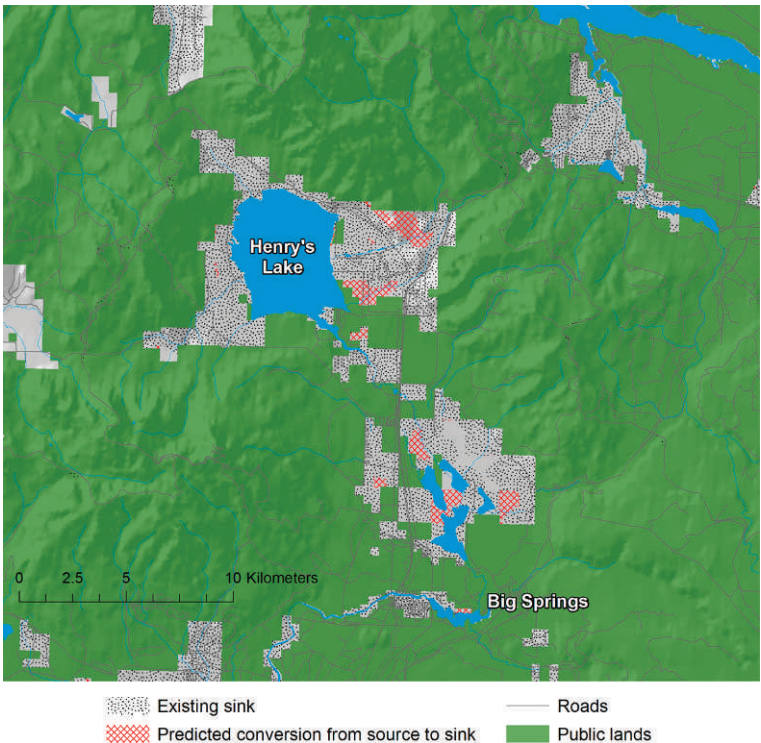 Henry's
Lake
0 2.5 5 10 Kilometers
Big Springs
Existing sink
Roads
Predicted conversion from source to sink
Public lands